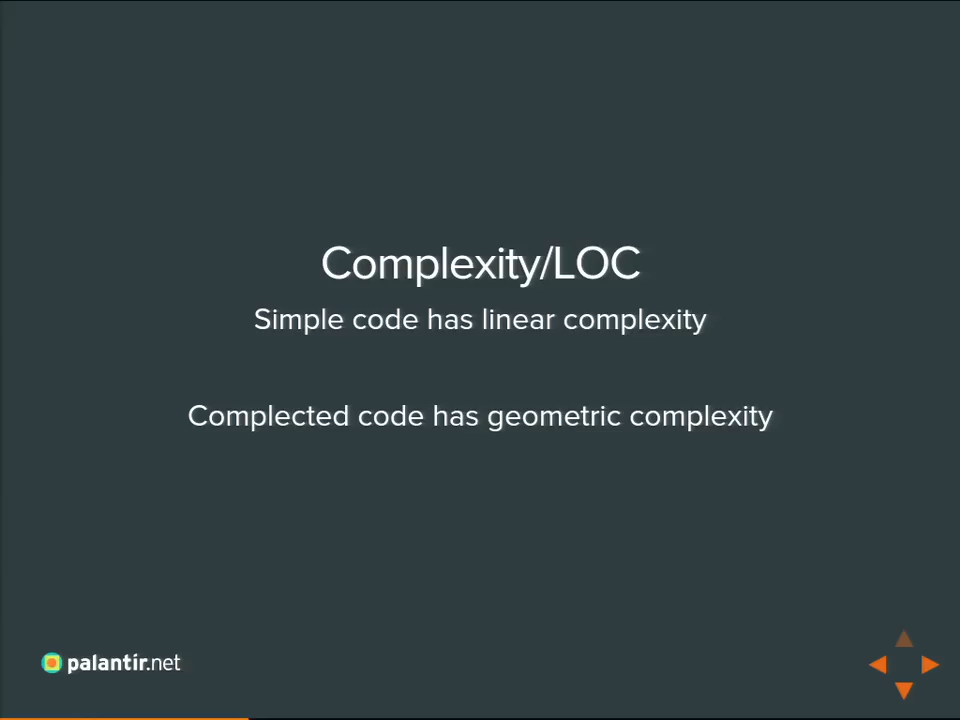 Complexity/LOC
Simple code has linear complexity
Complected code has geometric complexity
palantir.net